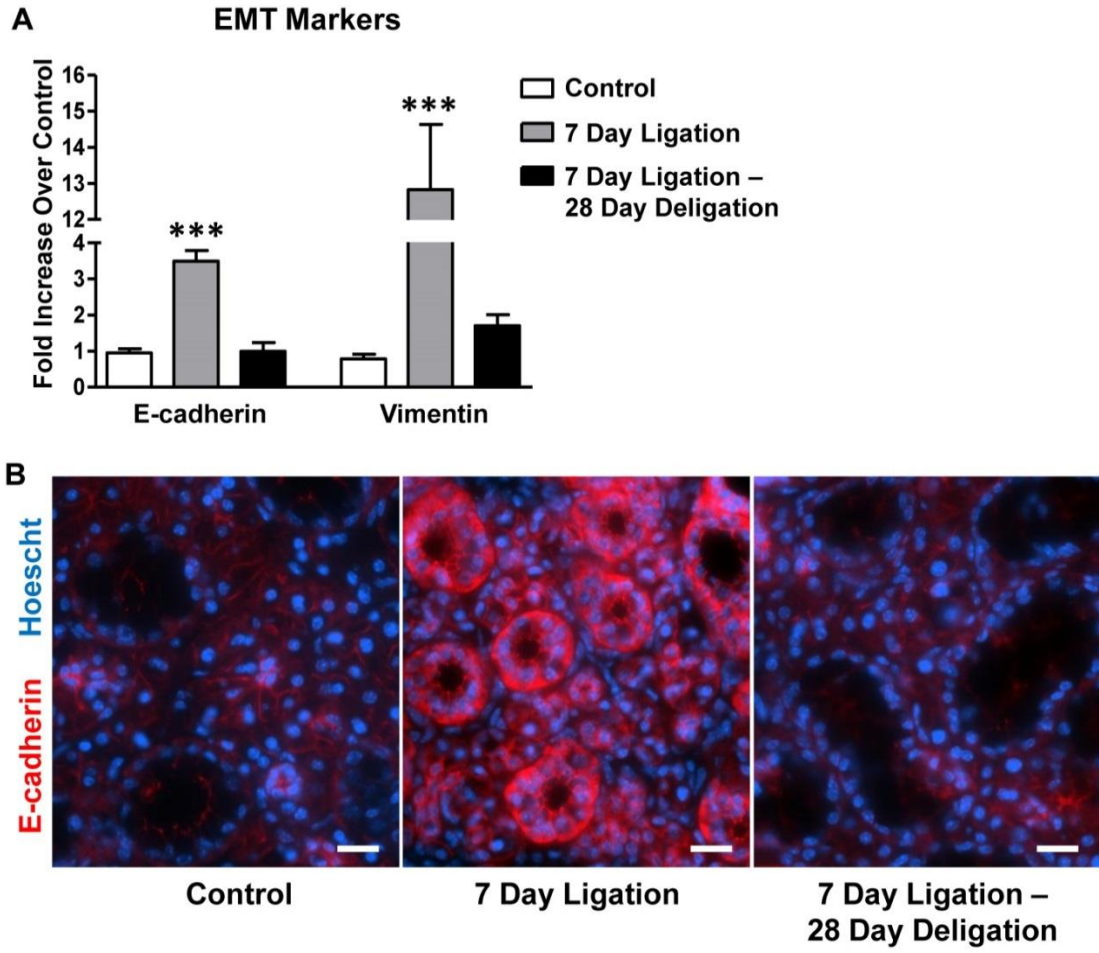 A
EMT Markers
Fold Increase Over Control
16
15
14
13
12
4
3
2
1
0
***
***
E-cadherin
Vimentin
Control
7 Day Ligation
7 Day Ligation –
28 Day Deligation
B
E-cadherin Hoescht
Control
7 Day Ligation
7 Day Ligation –
28 Day Deligation